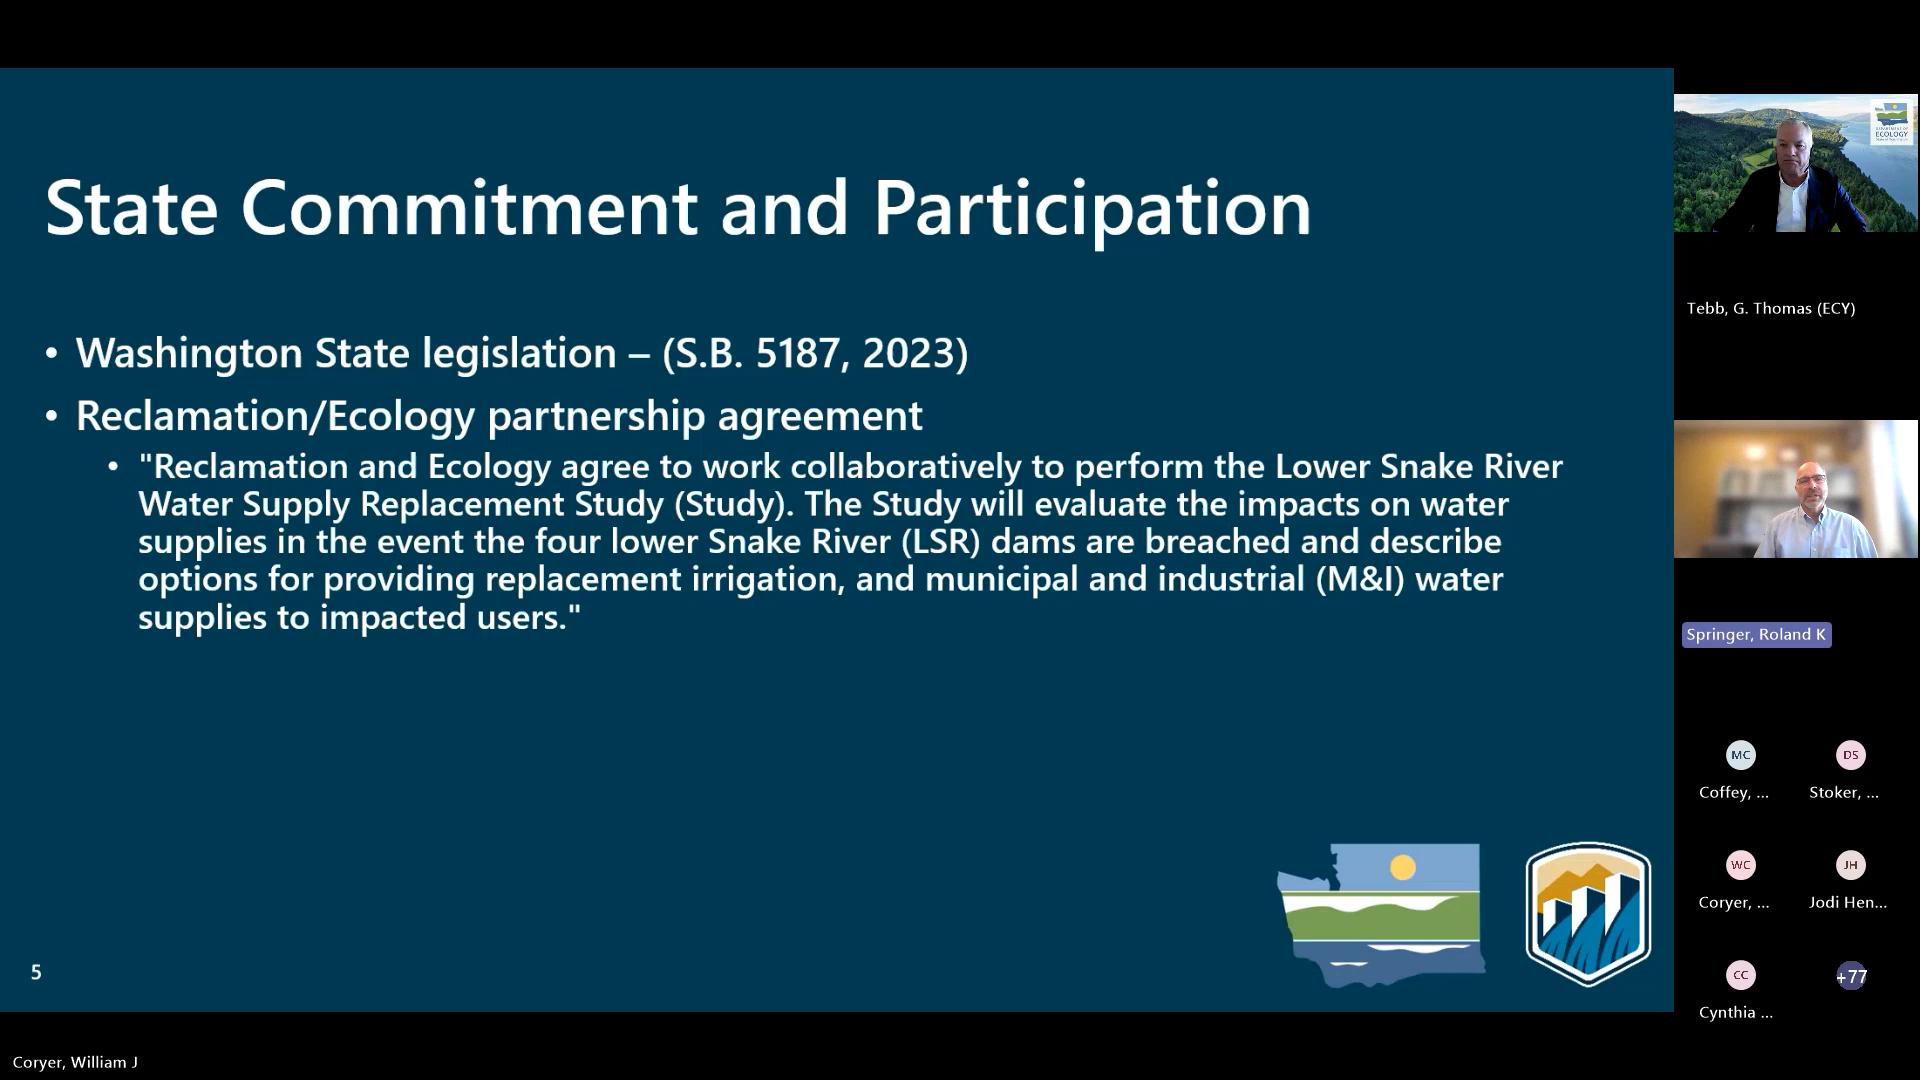 State Commitment and Participation
• Washington State legislation – (S.B. 5187, 2023)
• Reclamation/Ecology partnership agreement
• "Reclamation and Ecology agree to work collaboratively to perform the Lower Snake River
Water Supply Replacement Study (Study). The Study will evaluate the impacts on water
supplies in the event the four lower Snake River (LSR) dams are breached and describe
options for providing replacement irrigation, and municipal and industrial (M&I) water
supplies to impacted users."
5
ECOLOGY
Tebb, G. Thomas (ECY)
Springer, Roland K
MC
DS
Coffey, ...
Stoker, ...
WC
JH
Coryer, ...
Jodi Hen...
CC
+77
Cynthia ...
Coryer, William J